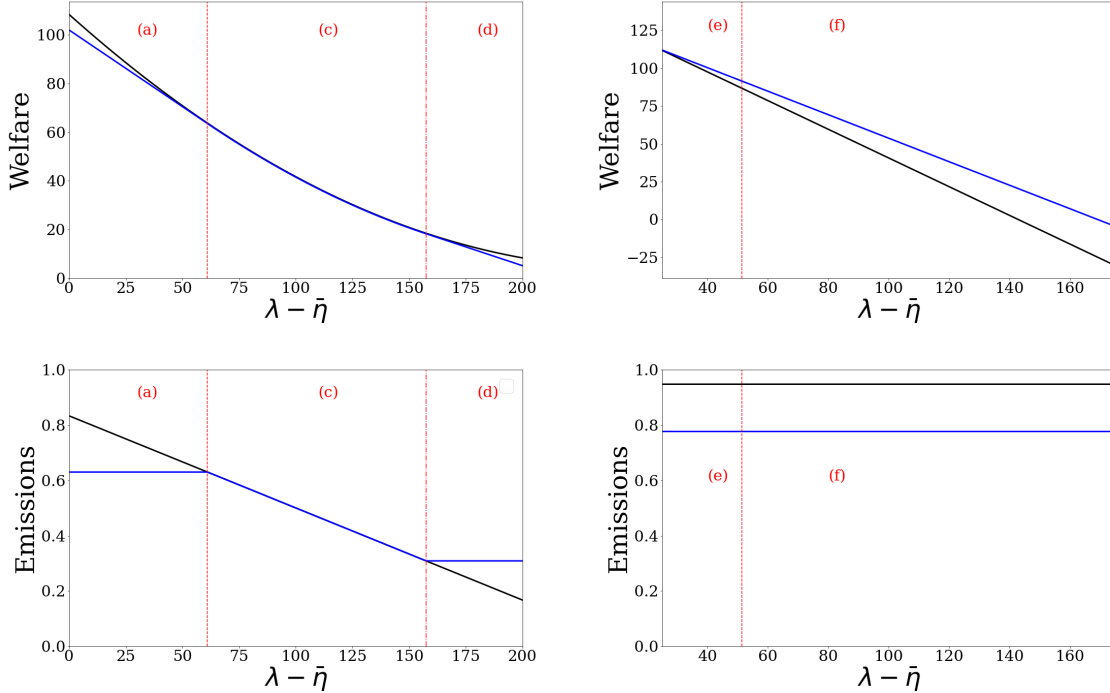 (a)
(c)
(d)
Welfare
100
80
60
40
20
0
0 25 50 75 100 125 150 175 200
λ − η̄
(e)
(f)
Welfare
125
100
75
50
25
0
−25
40 60 80 100 120 140 160
λ − η̄
(a)
(c)
(d)
Emissions
1.0
0.8
0.6
0.4
0.2
0.0
0 25 50 75 100 125 150 175 200
λ − η̄
(e)
(f)
Emissions
1.0
0.8
0.6
0.4
0.2
0.0
40 60 80 100 120 140 160
λ − η̄